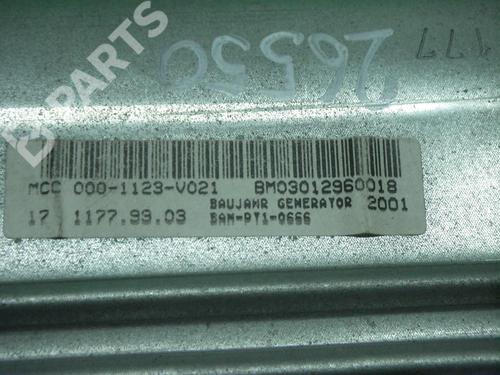 B-PARTS
26550
177
MCC 000-1123-V021 BM03012960018
BAUJAHR GENERATOR 2001
17 1177.99.03 BAM-PT1-0666